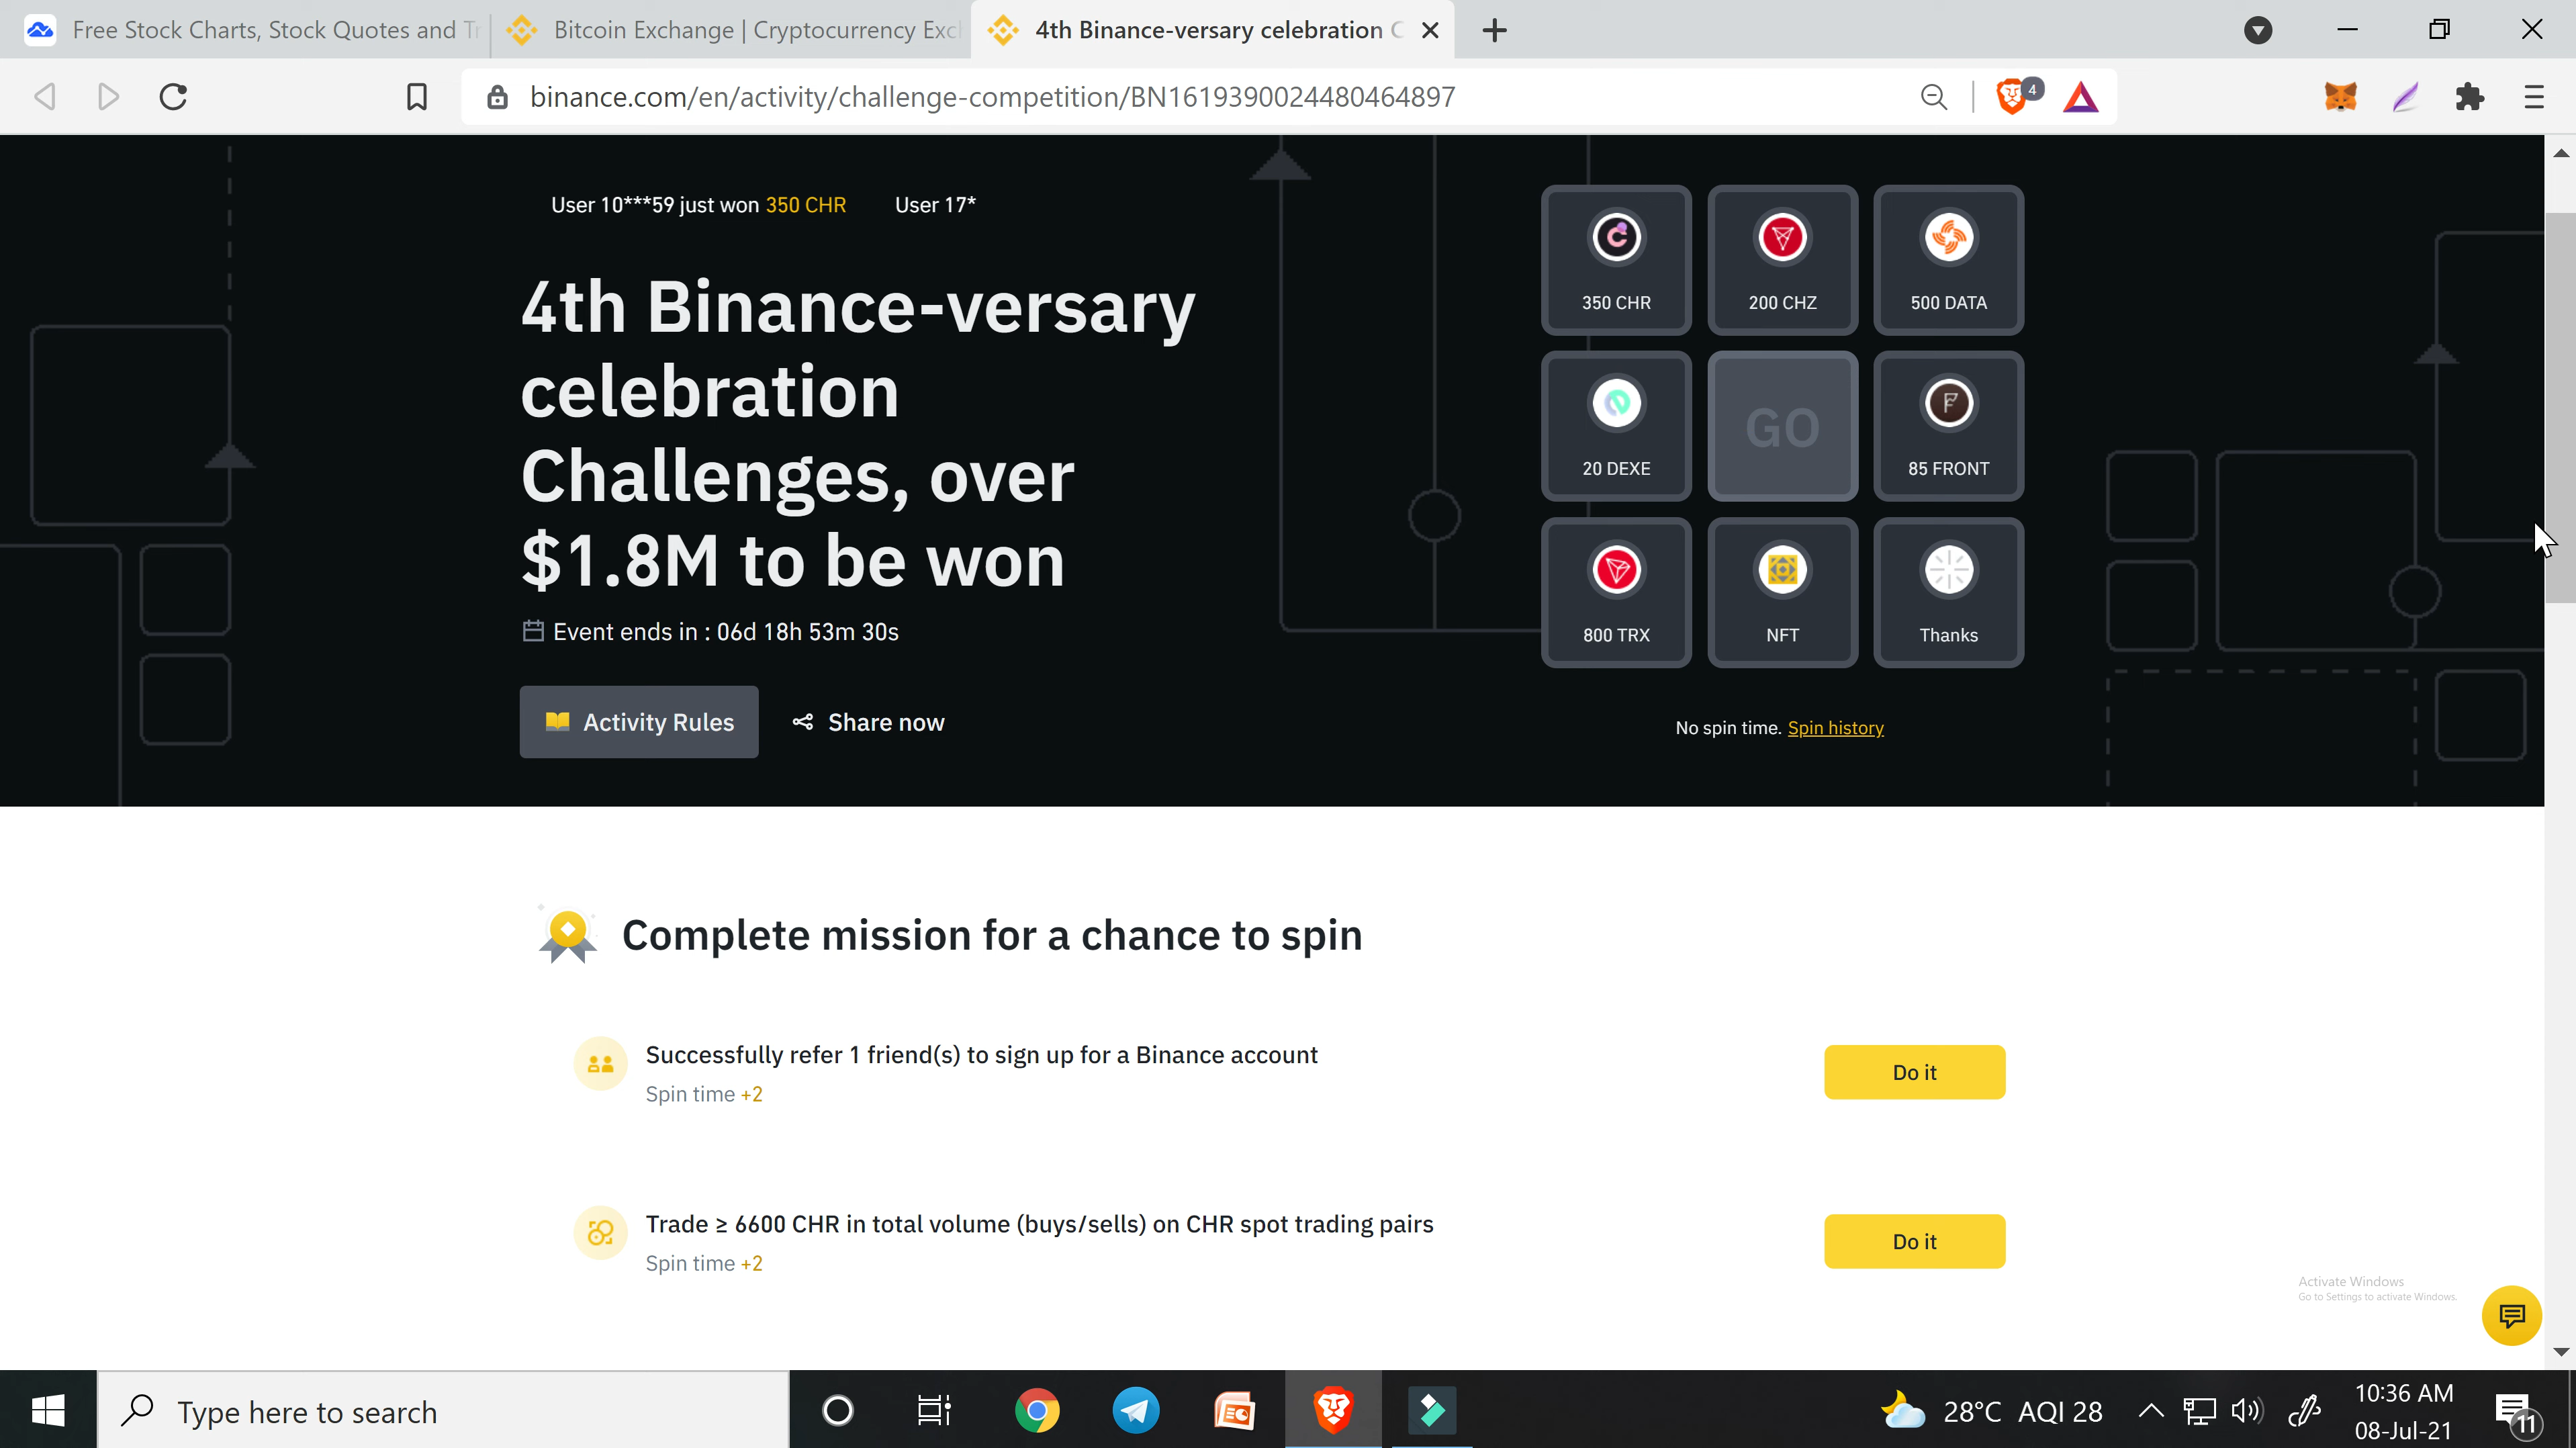 Free Stock Charts, Stock Quotes and Tr
Bitcoin Exchange | Cryptocurrency Excl
4th Binance-versary celebration C
binance.com/en/activity/challenge-competition/BN1619390024480464897
4
User 10***59 just won 350 CHR
User 17*
4th Binance-versary
celebration
Challenges, over
$1.8M to be won
Event ends in : 06d 18h 53m 30s
Activity Rules
Share now
350 CHR
200 CHZ
500 DATA
20 DEXE
GO
85 FRONT
800 TRX
NFT
Thanks
No spin time. Spin history
Complete mission for a chance to spin
Successfully refer 1 friend(s) to sign up for a Binance account
Spin time +2
Do it
Trade ≥ 6600 CHR in total volume (buys/sells) on CHR spot trading pairs
Spin time +2
Do it
Activate Windows
Go to Settings to activate Windows.
Type here to search
28°C AQI 28
10:36 AM
08-Jul-21
11